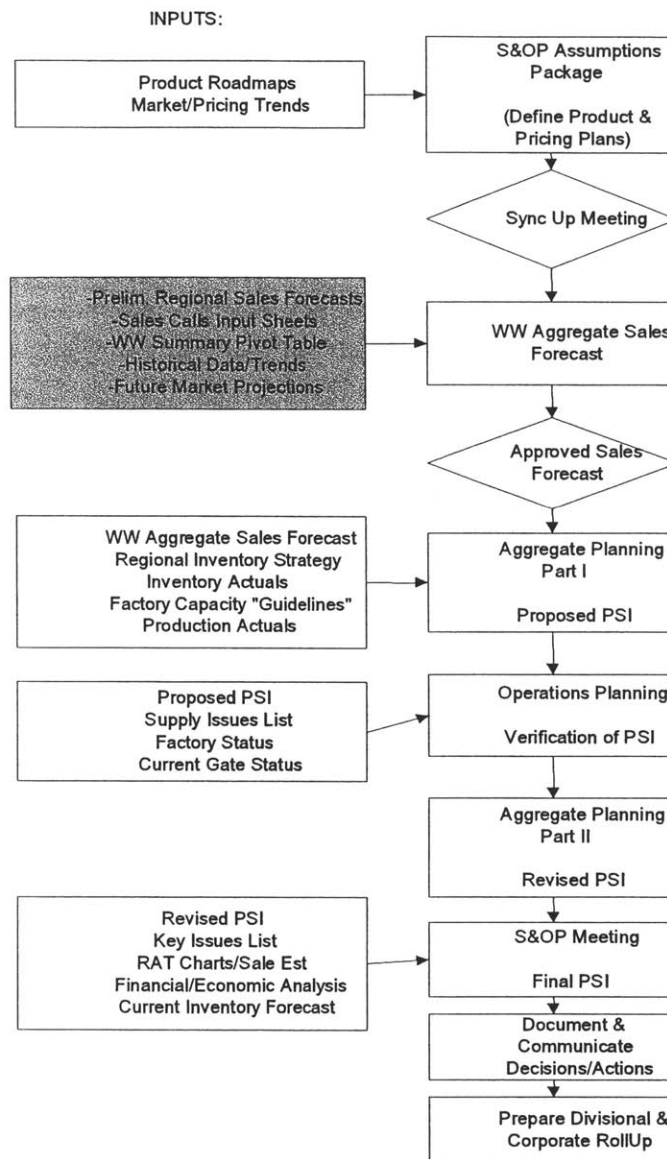 INPUTS:
Product Roadmaps
Market/Pricing Trends
S&OP Assumptions
Package
(Define Product &
Pricing Plans)
Sync Up Meeting
-Prelim. Regional Sales Forecasts
-Sales Calls Input Sheets
-WW Summary Pivot Table
-Historical Data/Trends
-Future Market Projections
WW Aggregate Sales
Forecast
Approved Sales
Forecast
WW Aggregate Sales Forecast
Regional Inventory Strategy
Inventory Actuals
Factory Capacity "Guidelines"
Production Actuals
Aggregate Planning
Part I
Proposed PSI
Proposed PSI
Supply Issues List
Factory Status
Current Gate Status
Operations Planning
Verification of PSI
Aggregate Planning
Part II
Revised PSI
Revised PSI
Key Issues List
RAT Charts/Sale Est
Financial/Economic Analysis
Current Inventory Forecast
S&OP Meeting
Final PSI
Document &
Communicate
Decisions/Actions
Prepare Divisional &
Corporate RollUp